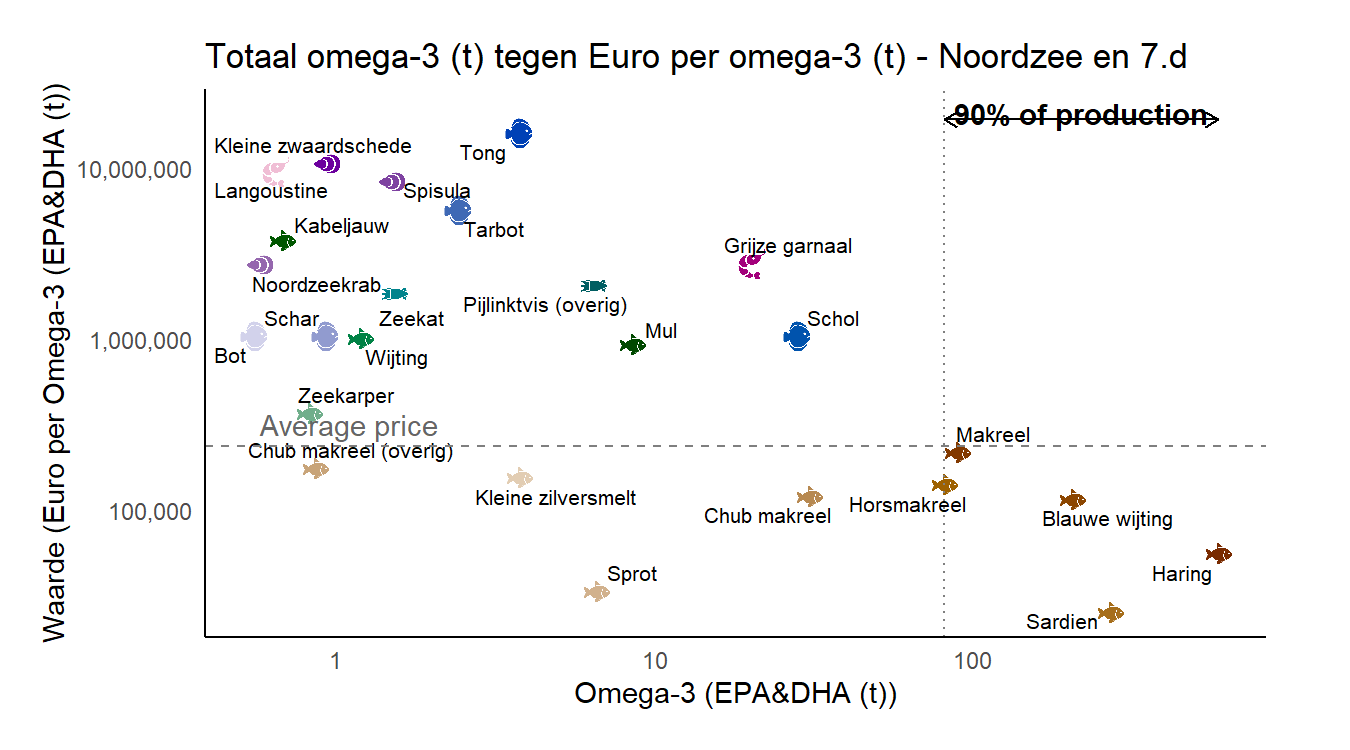 Totaal omega-3 (t) tegen Euro per omega-3 (t) - Noordzee en 7.d
90% of production
Waarde (Euro per Omega-3 (EPA&DHA (t))
10,000,000
1,000,000
100,000
Kleine zwaardschede
Tong
Langoustine
Spisula
Kabeljauw
Tarbot
Grijze garnaal
Noordzeekrab
Pijlinktvis (overig)
Schar
Zeekat
Mul
Schol
Bot
Wijting
Zeekarper
Average price
Makreel
Chub makreel (overig)
Kleine zilversmelt
Chub makreel
Horsmakreel
Blauwe wijting
Sprot
Haring
Sardien
1
10
100
Omega-3 (EPA&DHA (t))